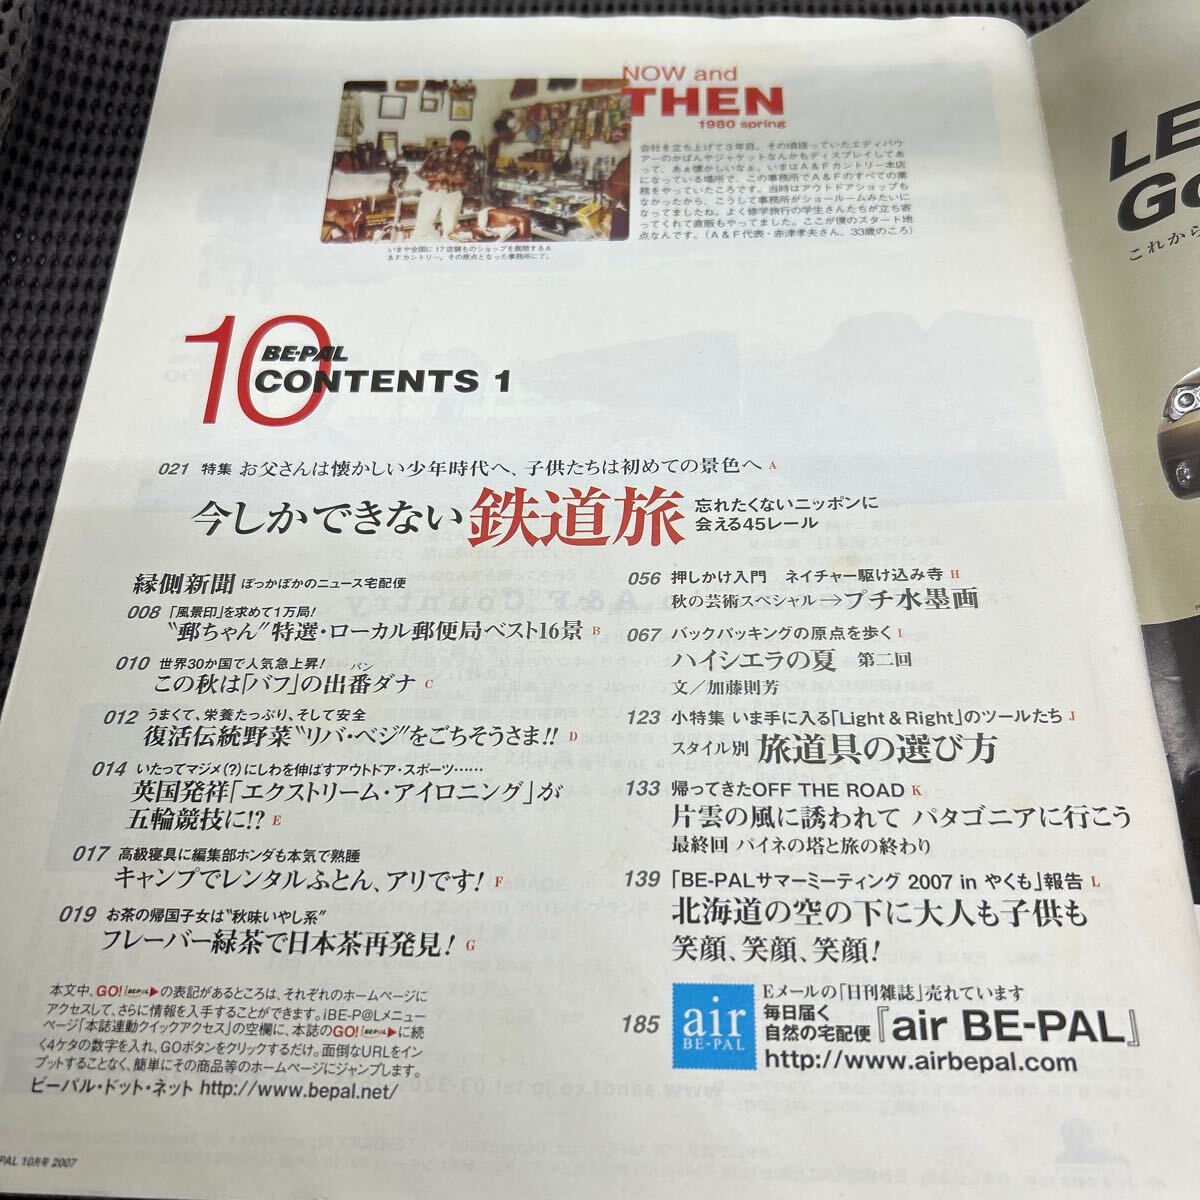 NOW and
THEN
1980 spring
会社を立ち上げて3年目。その頃扱っていたエディバウ
アーのかばんやジャケットなんかもディスプレイしてあ
って、あぁ懐かしいなぁ。いまはA&Fカントリー本店
になっている場所で、この事務所でA&Fのすべての業
務をやっていたころです。当時はアウトドアショップも
なかったから、こうして事務所がショールームみたいに
なってましたね。よく修学旅行の学生さんたちが立ち寄
ってくれて直販もやってました。ここが僕のスタート地
点なんです。(A&F代表・赤津孝夫さん、33歳のころ)
いまや全国に17店舗ものショップを展開するA
&Fカントリー。その原点となった事務所にて。
LE
Go
これから
10
BE-PAL
CONTENTS 1
021 特集 お父さんは懐かしい少年時代へ、子供たちは初めての景色へ A
今しかできない鉄道旅 忘れたくないニッポンに
会える45レール
縁側新聞 ぽっかぽかのニュース宅配便
008 「風景印」を求めて1万局!
“郵ちゃん”特選・ローカル郵便局ベスト16景 B
010 世界30か国で人気急上昇! バン
この秋は「バフ」の出番ダナ C
012 うまくて、栄養たっぷり、そして安全
復活伝統野菜“リバ・ベジ”をごちそうさま!! D
014 いたってマジメ(?)にしわを伸ばすアウトドア・スポーツ……
英国発祥「エクストリーム・アイロニング」が
五輪競技に!? E
017 高級寝具に編集部ホンダも本気で熟睡
キャンプでレンタルふとん、アリです! F
019 お茶の帰国子女は“秋味いやし系”
フレーバー緑茶で日本茶再発見! G
本文中、GO! BE-PAL▶の表記があるところは、それぞれのホームページに
アクセスして、さらに情報を入手することができます。iBE-P@Lメニュー
ページ「本誌連動クイックアクセス」の空欄に、本誌のGO! BE-PAL▶に続
く4ケタの数字を入れ、GOボタンをクリックするだけ。面倒なURLをイン
プットすることなく、簡単にその商品等のホームページにジャンプします。
ビーパル・ドット・ネット http://www.bepal.net/
056 押しかけ入門 ネイチャー駆け込み寺 H
秋の芸術スペシャル→プチ水墨画
067 バックパッキングの原点を歩く I
ハイシエラの夏 第二回
文/加藤則芳
123 小特集 いま手に入る「Light & Right」のツールたち J
スタイル別 旅道具の選び方
133 帰ってきたOFF THE ROAD K
片雲の風に誘われて パタゴニアに行こう
最終回 パイネの塔と旅の終わり
139 「BE-PALサマーミーティング 2007 in やくも」報告 L
北海道の空の下に大人も子供も
笑顔、笑顔、笑顔!
185 air
BE-PAL
Eメールの「日刊雑誌」売れています
毎日届く
自然の宅配便『air BE-PAL』
http://www.airbepal.com
PAL 10月号 2007